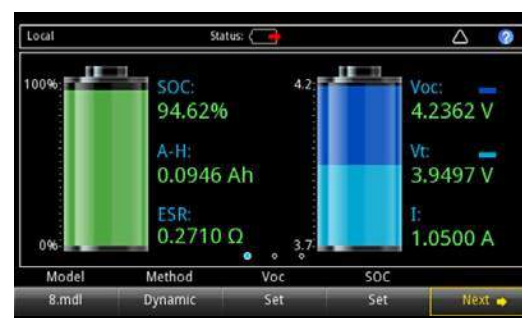 Local
Status:
100%
0%
SOC:
94.62%
A-H:
0.0946 Ah
ESR:
0.2710 Ω
4.2
3.7
Voc:
4.2362 V
Vt:
3.9497 V
I:
1.0500 A
Model
Method
Voc
SOC
8.mdl
Dynamic
Set
Set
Next